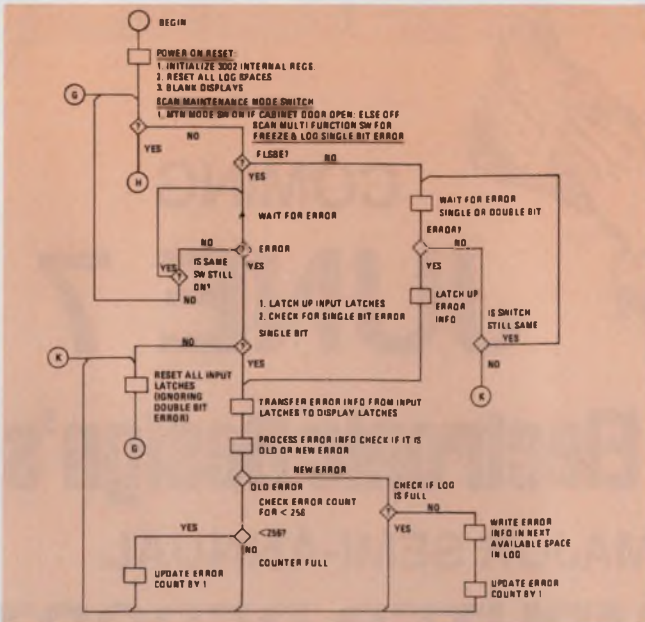 BEGIN
POWER ON RESET:
1. INITIALIZE 3002 INTERNAL REGS.
2. RESET ALL LOG SPACES
3. BLANK DISPLAYS
G
SCAN MAINTENANCE MODE SWITCH
1. MTN MODE SW ON IF CABINET DOOR OPEN: ELSE OFF
SCAN MULTI FUNCTION SW FOR
FREEZE & LOG SINGLE BIT ERROR
?
NO
YES
H
FLSBE?
NO
?
YES
WAIT FOR ERROR
WAIT FOR ERROR
SINGLE OR DOUBLE BIT
NO
?
ERROR
YES
IS SAME
SW STILL
ON?
YES
?
NO
ERROR?
NO
YES
LATCH UP
ERROR
INFO
IS SWITCH
STILL SAME
YES
NO
K
1. LATCH UP INPUT LATCHES
2. CHECK FOR SINGLE BIT ERROR
SINGLE BIT
NO
?
YES
K
RESET ALL INPUT
LATCHES
(IGNORING
DOUBLE BIT
ERROR)
G
TRANSFER ERROR INFO FROM INPUT
LATCHES TO DISPLAY LATCHES
PROCESS ERROR INFO CHECK IF IT IS
OLD OR NEW ERROR
NEW ERROR
OLD ERROR
CHECK ERROR COUNT
FOR < 256
CHECK IF LOG
IS FULL
?
NO
YES
YES
<256?
NO
COUNTER FULL
WRITE ERROR
INFO IN NEXT
AVAILABLE SPACE
IN LOG
UPDATE ERROR
COUNT BY 1
UPDATE ERROR
COUNT BY 1